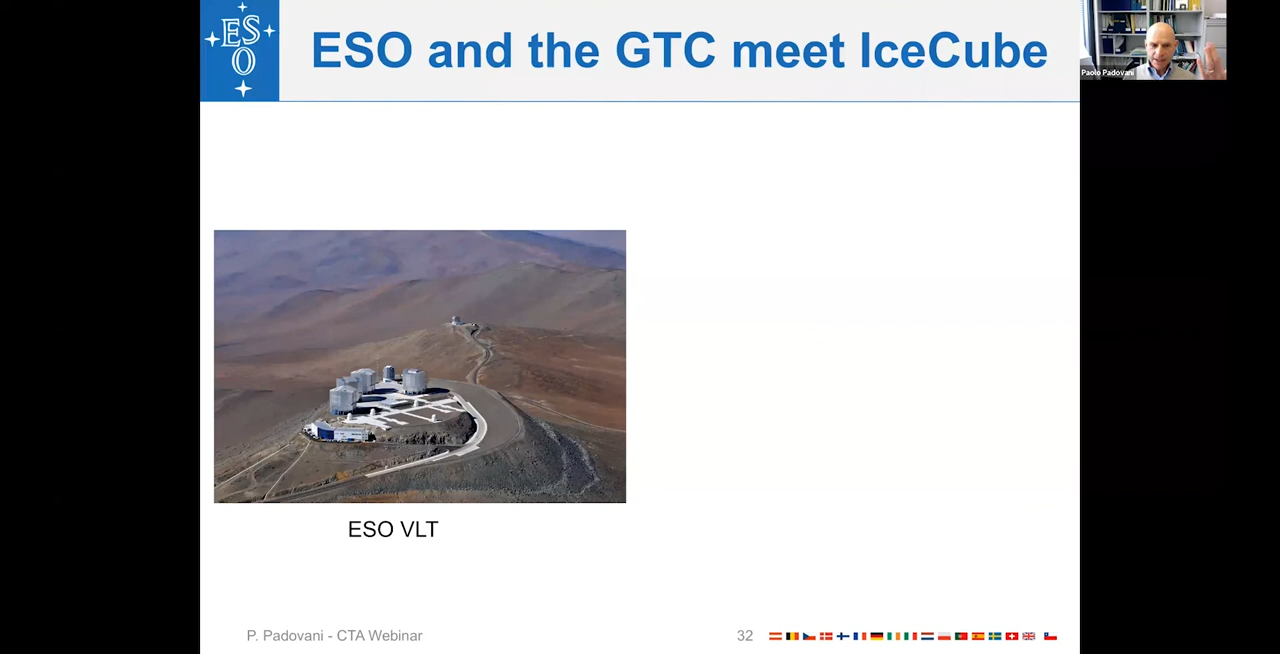 ESO
ESO and the GTC meet IceCube
Paolo Padovani
ESO VLT
P. Padovani - CTA Webinar
32